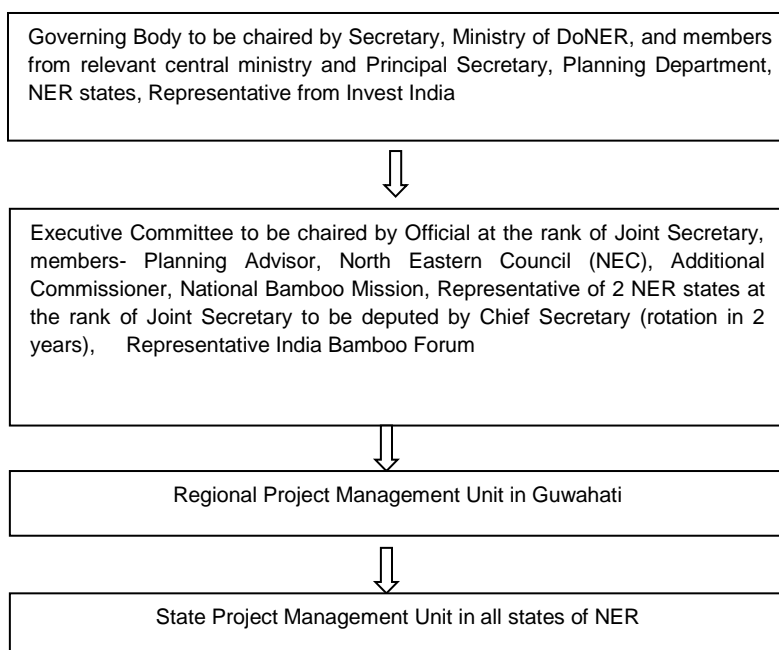 Governing Body to be chaired by Secretary, Ministry of DoNER, and members
from relevant central ministry and Principal Secretary, Planning Department,
NER states, Representative from Invest India
Executive Committee to be chaired by Official at the rank of Joint Secretary,
members- Planning Advisor, North Eastern Council (NEC), Additional
Commissioner, National Bamboo Mission, Representative of 2 NER states at
the rank of Joint Secretary to be deputed by Chief Secretary (rotation in 2
years), Representative India Bamboo Forum
Regional Project Management Unit in Guwahati
State Project Management Unit in all states of NER